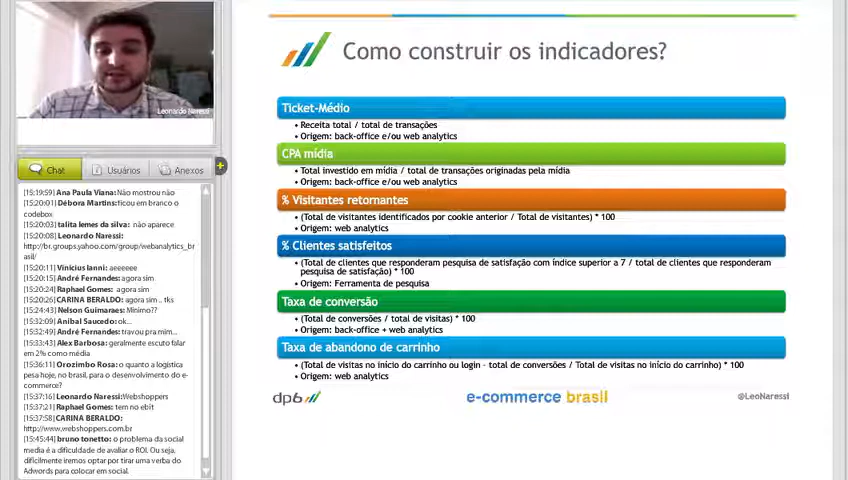 Leonardo Naressi
Chat
Usuários
Anexos
[15:19:59] Ana Paula Viana: Não mostrou não
[15:20:01] Débora Martins: ficou em branco o
codebox
[15:20:03] talita lemes da silva: não aparece
[15:20:08] Leonardo Naressi:
http://br.groups.yahoo.com/group/webanalytics_br
asil/
[15:20:11] Vinicius Ianni: aeeeeee
[15:20:15] André Fernandes: agora sim
[15:20:24] Raphael Gomes: agora sim
[15:20:26] CARINA BERALDO: agora sim .. tks
[15:24:43] Nelson Guimaraes: Mínimo??
[15:32:09] Aníbal Saucedo: ok...
[15:32:49] André Fernandes: travou pra mim...
[15:33:43] Alex Barbosa: geralmente escuto falar
em 2% como média
[15:36:11] Orozimbo Rosa: o quanto a logística
pesa hoje, no brasil, para o desenvolvimento do e-
commerce?
[15:37:16] Leonardo Naressi:Webshoppers
[15:37:21] Raphael Gomes: tem no ebit
[15:37:58] CARINA BERALDO:
http://www.webshoppers.com.br
[15:45:44] bruno tonetto: o problema da social
media é a dificuldade de avaliar o ROI. Ou seja,
dificilmente iremos optar por tirar uma verba do
Adwords para colocar em social.
Como construir os indicadores?
Ticket-Médio
• Receita total / total de transações
• Origem: back-office e/ou web analytics
CPA mídia
• Total investido em mídia / total de transações originadas pela mídia
• Origem: back-office e/ou web analytics
% Visitantes retornantes
• (Total de visitantes identificados por cookie anterior / Total de visitantes) * 100
• Origem: web analytics
% Clientes satisfeitos
• (Total de clientes que responderam pesquisa de satisfação com índice superior a 7 / total de clientes que responderam
pesquisa de satisfação) * 100
• Origem: Ferramenta de pesquisa
Taxa de conversão
• (Total de conversões / total de visitas) * 100
• Origem: back-office + web analytics
Taxa de abandono de carrinho
• (Total de visitas no início do carrinho ou login – total de conversões / Total de visitas no início do carrinho) * 100
• Origem: web analytics
dp6
e-commerce brasil
@LeoNaressi